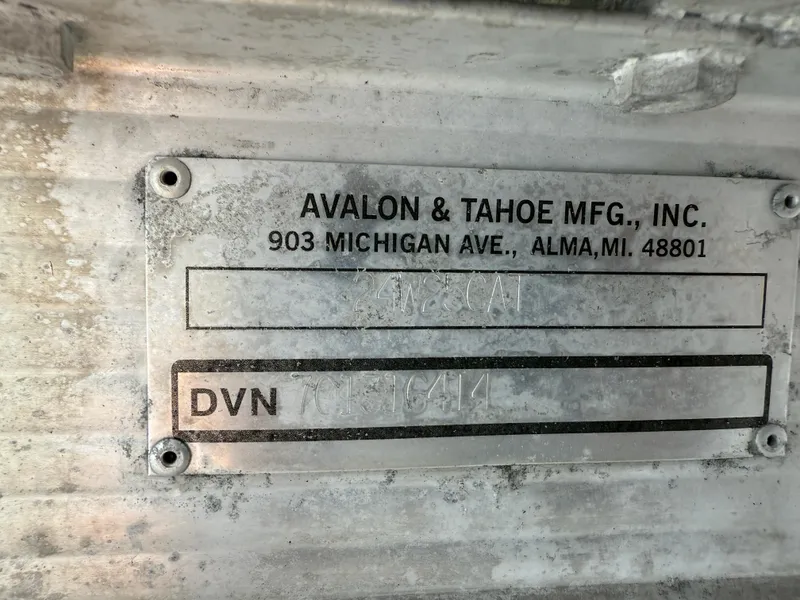 AVALON & TAHOE MFG., INC.
903 MICHIGAN AVE., ALMA,MI. 48801
DVN